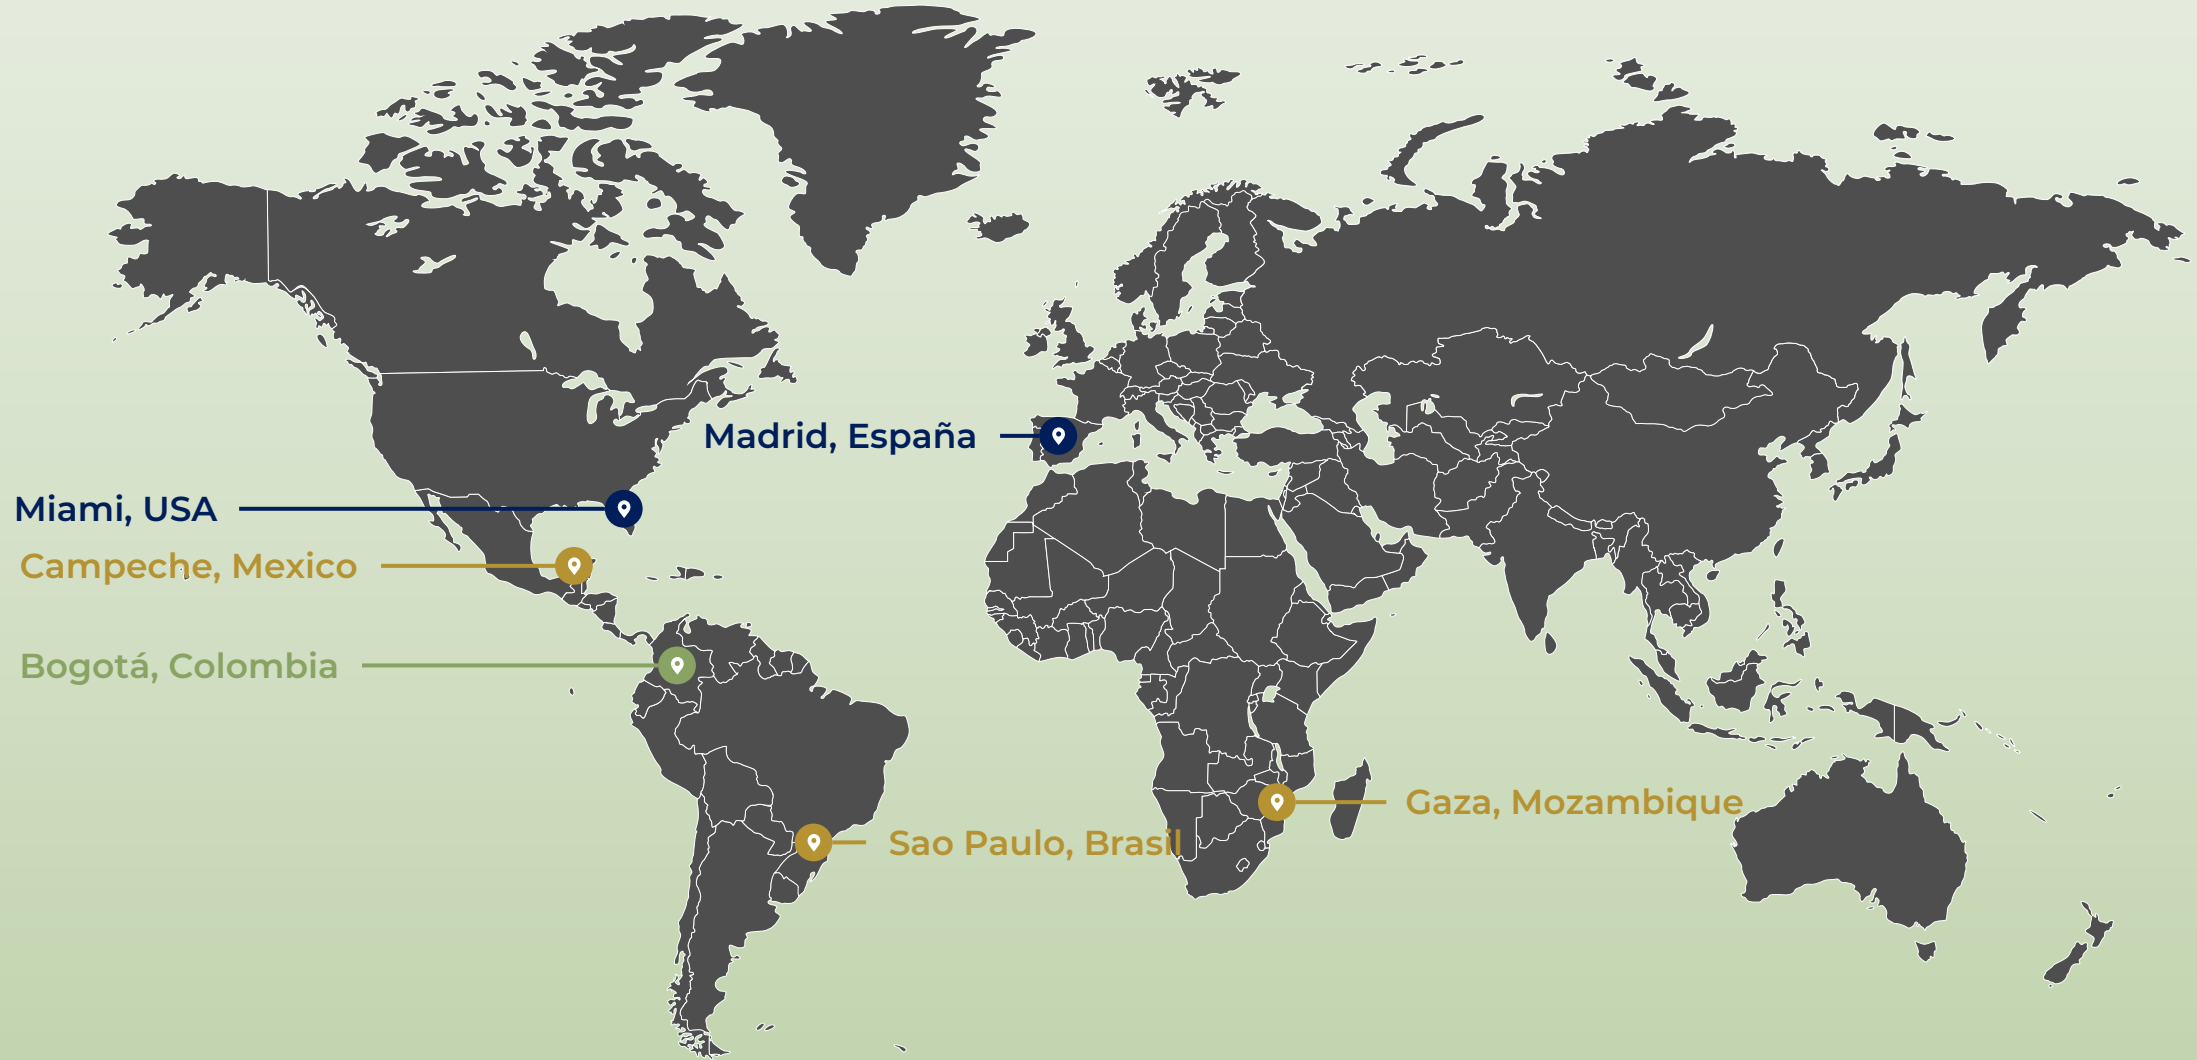 Madrid, España
Miami, USA
Campeche, Mexico
Bogotá, Colombia
Gaza, Mozambique
Sao Paulo, Brasil